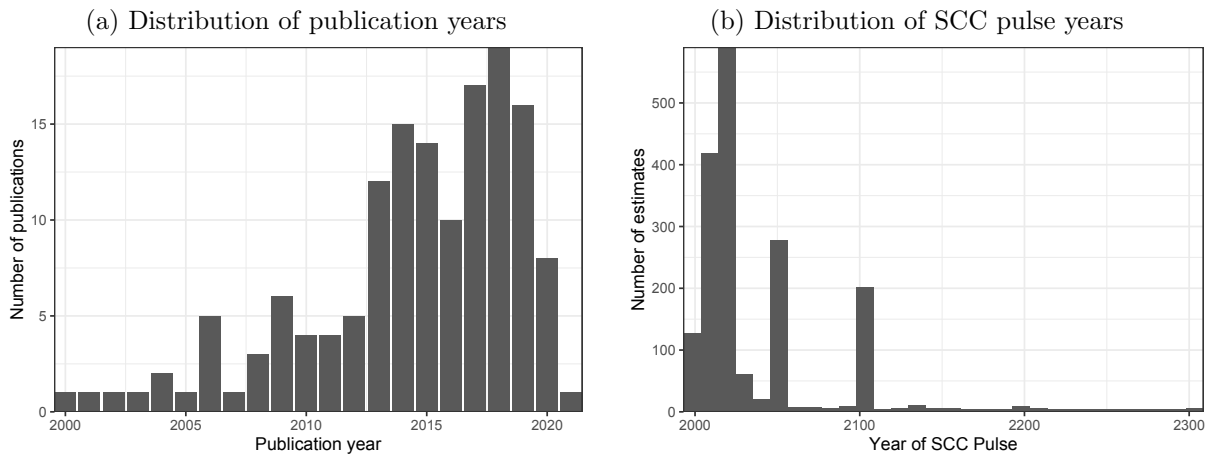 (a) Distribution of publication years
Number of publications
15
10
5
0
2000 2005 2010 2015 2020
Publication year
(b) Distribution of SCC pulse years
Number of estimates
500
400
300
200
100
0
2000 2100 2200 2300
Year of SCC Pulse